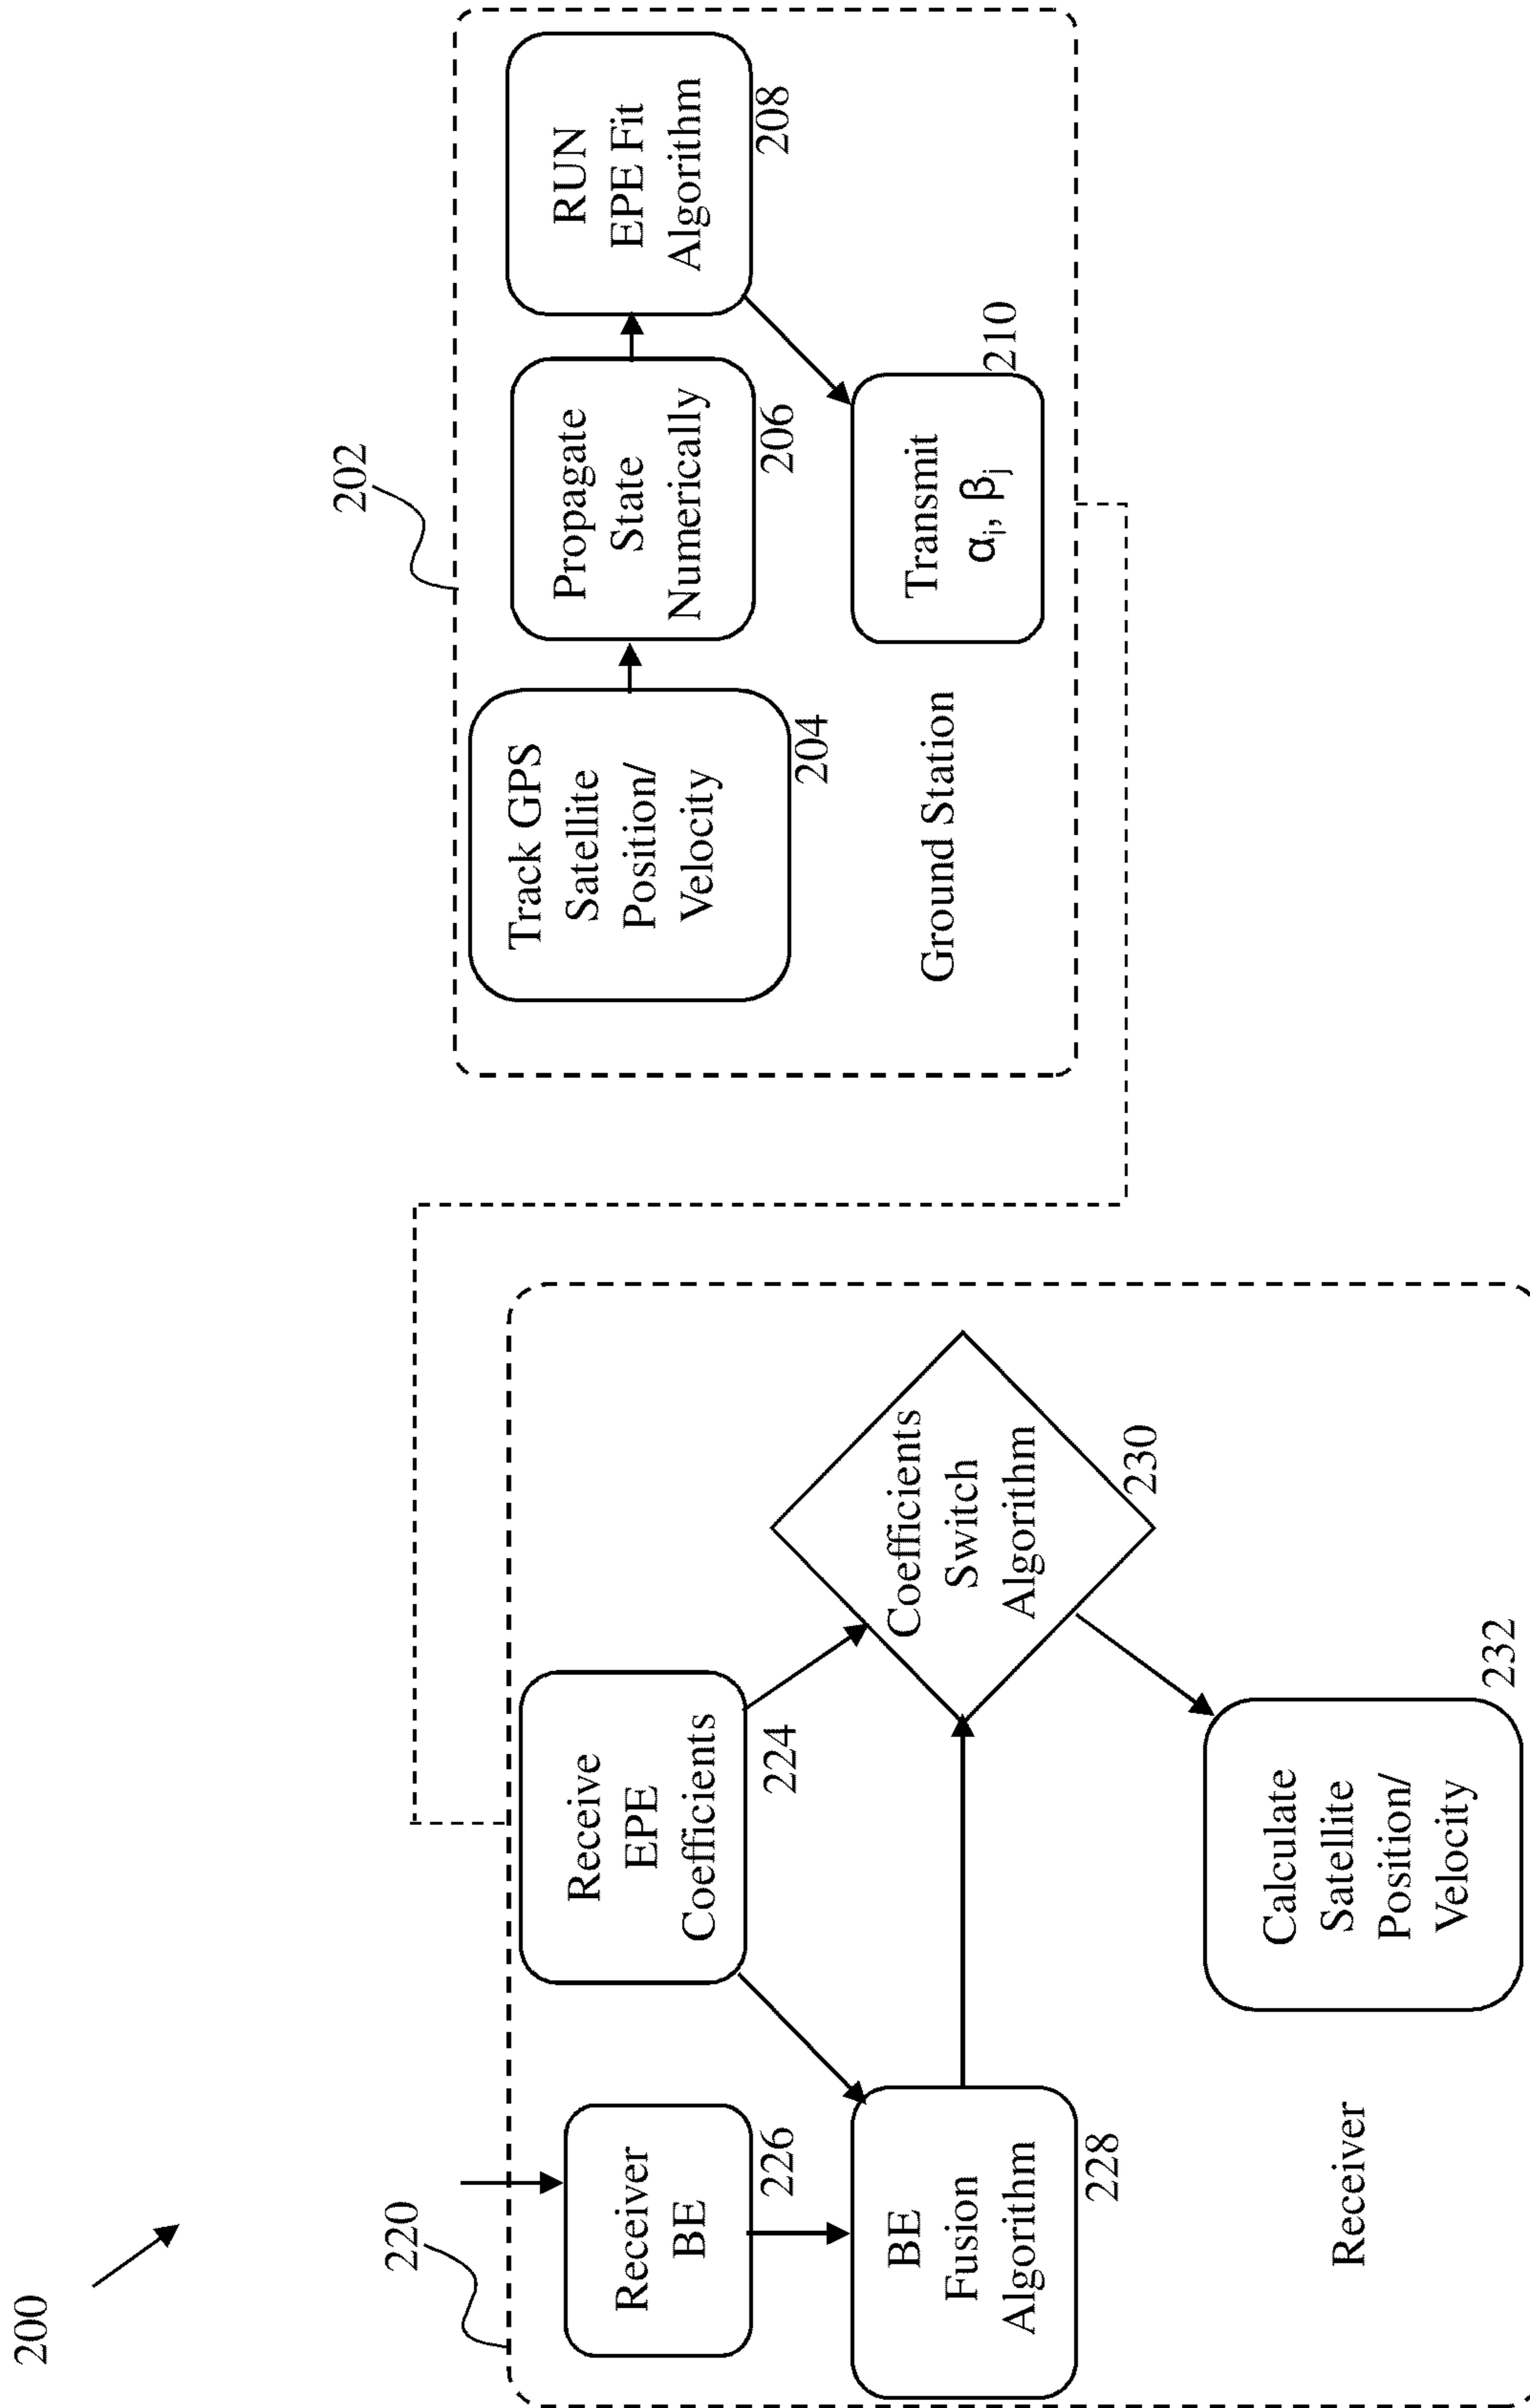 200
202
Track GPS
Satellite
Position/
Velocity
204
Propagate
State
Numerically
206
RUN
EPE Fit
Algorithm
208
Transmit
αᵢ, βⱼ
210
Ground Station
220
Receiver
BE
226
Receive
EPE
Coefficients
224
BE
Fusion
Algorithm
228
Coefficients
Switch
Algorithm
230
Calculate
Satellite
Position/
Velocity
232
Receiver